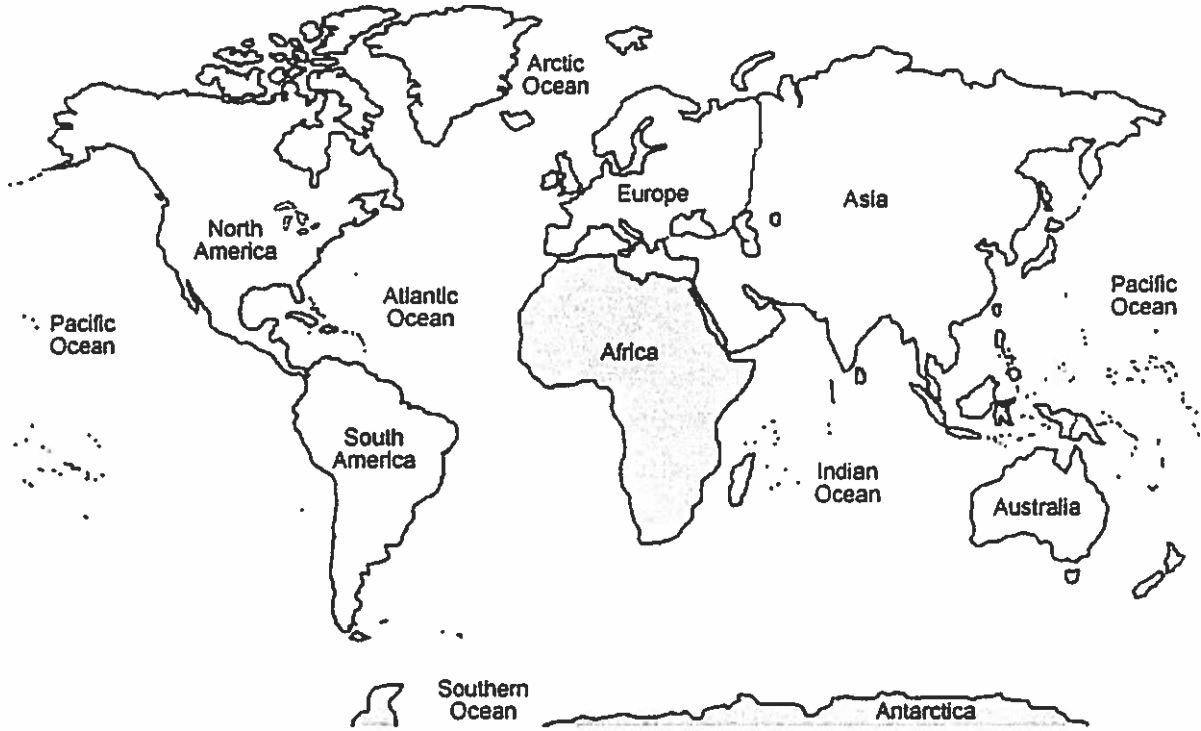 Arctic
Ocean
Europe
Asia
North
America
Atlantic
Ocean
Pacific
Ocean
Pacific
Ocean
Africa
South
America
Indian
Ocean
Australia
Southern
Ocean
Antarctica